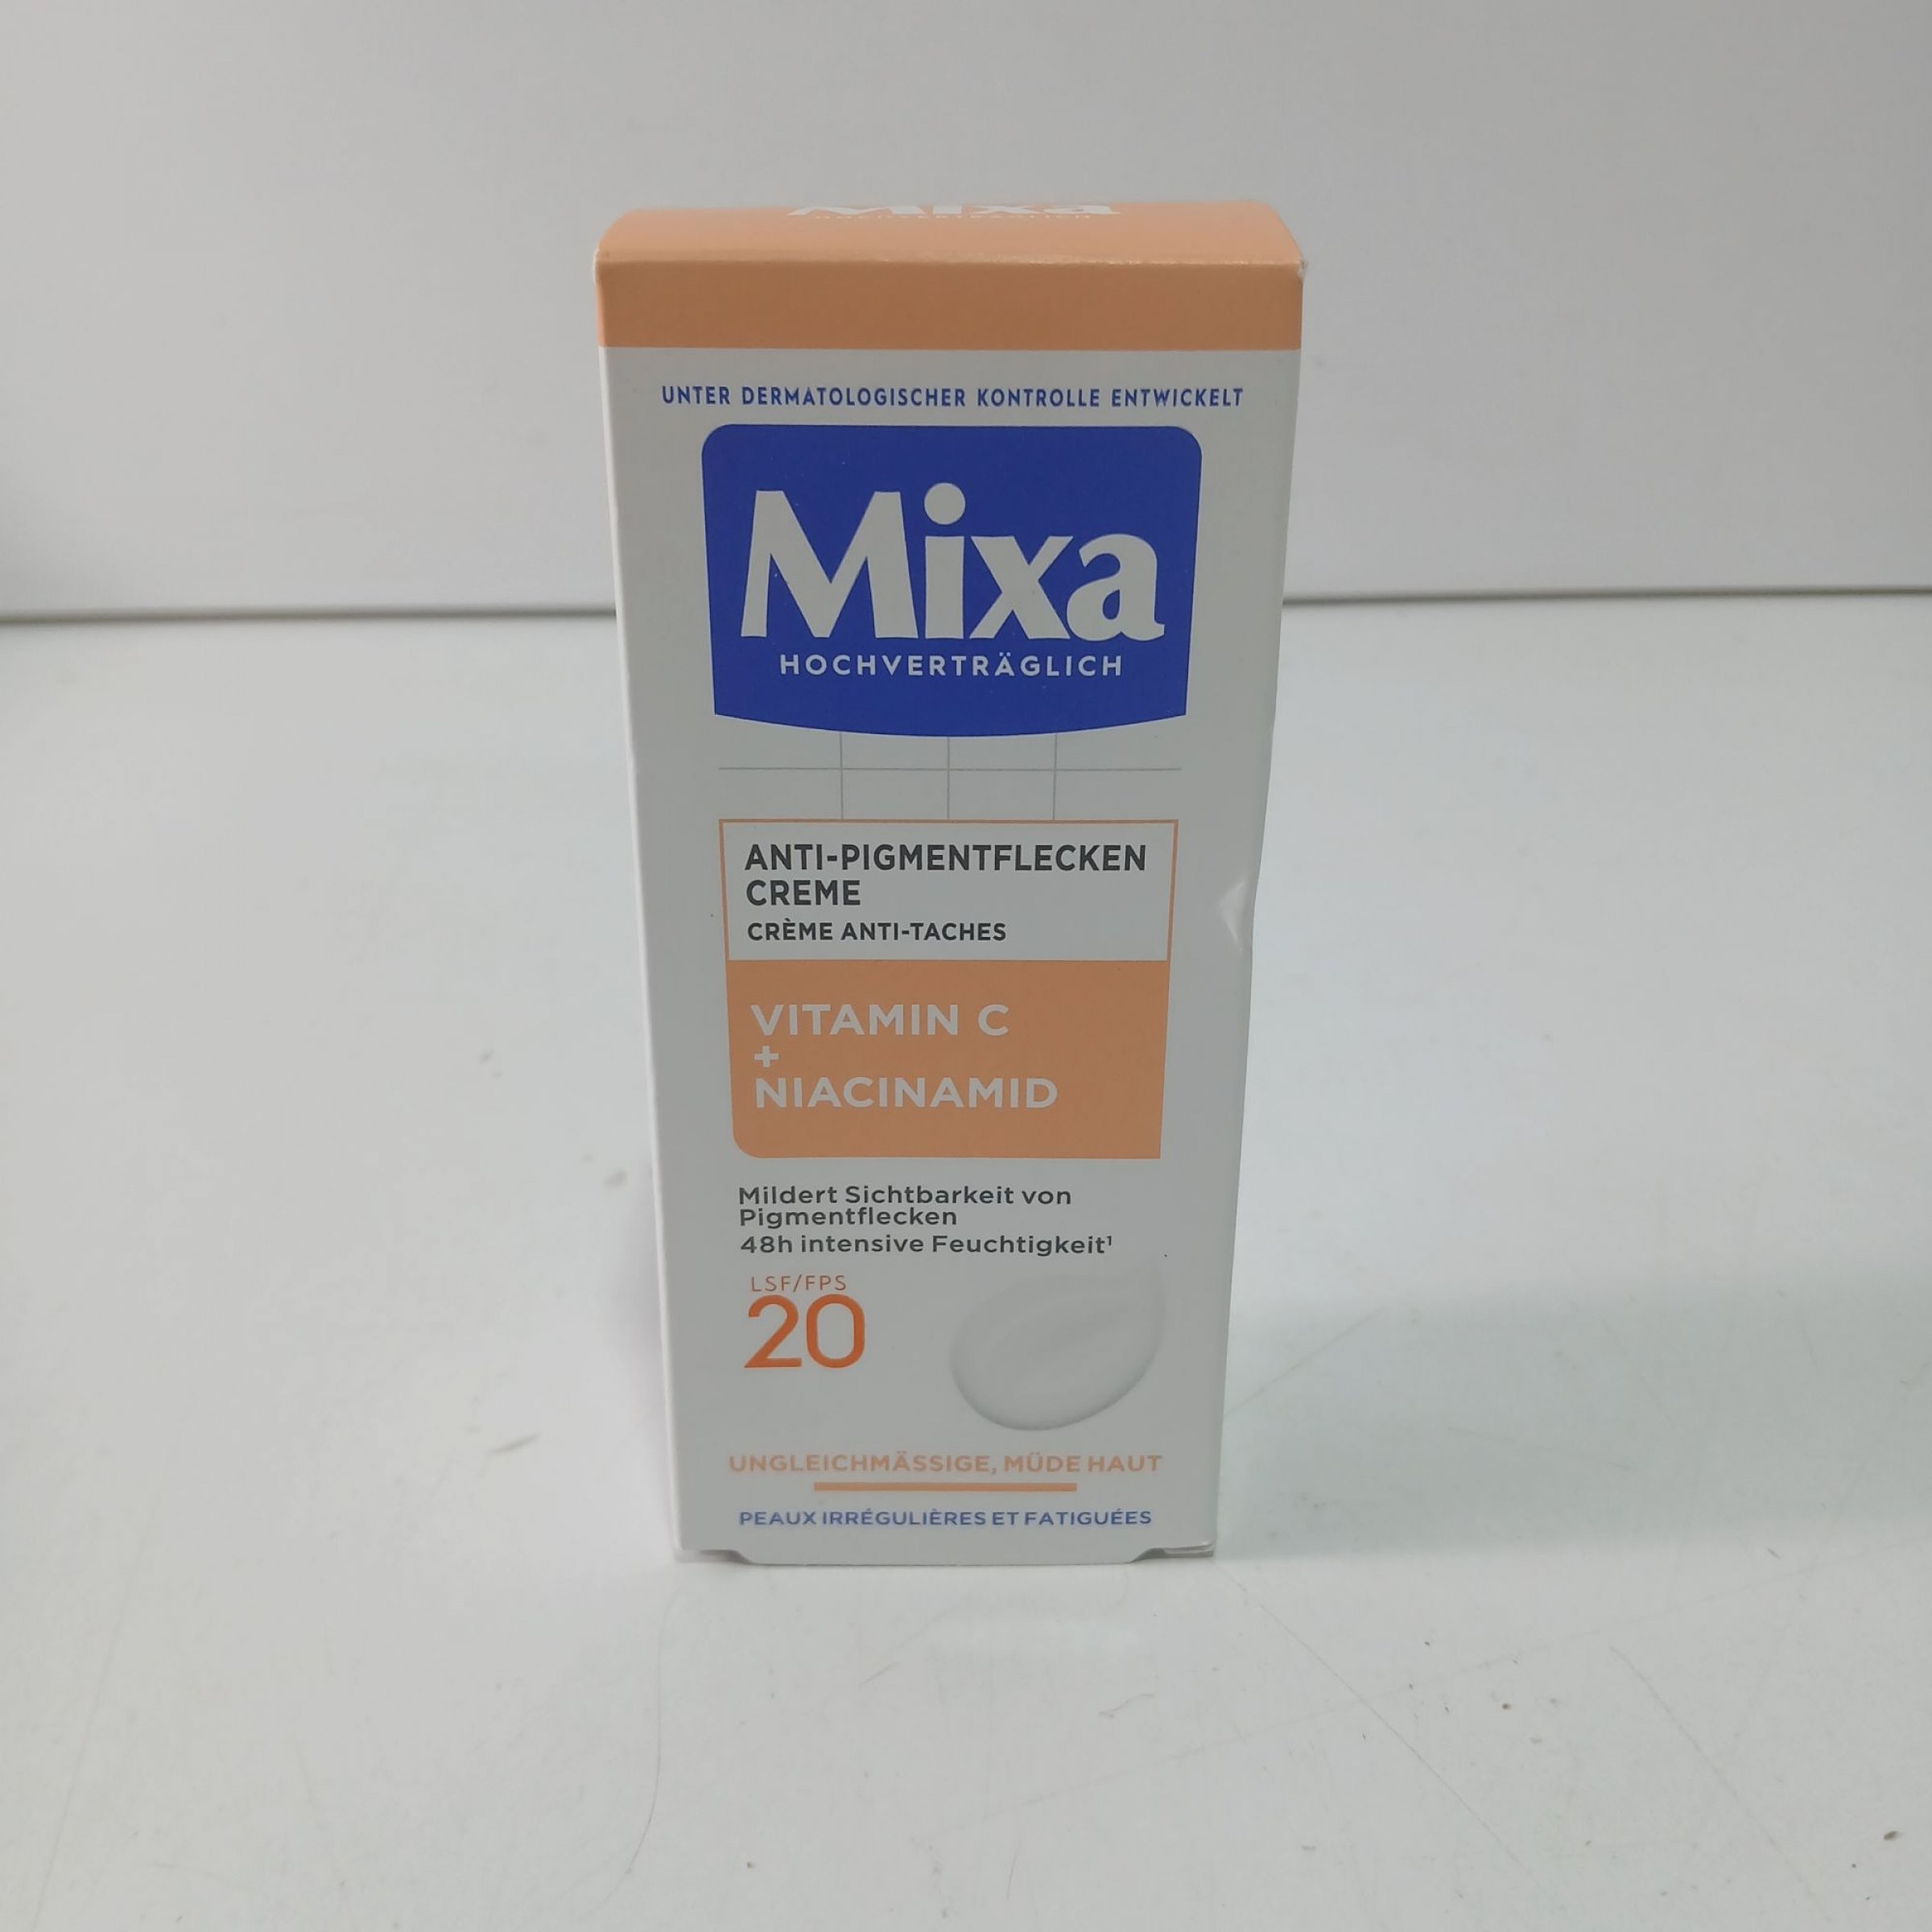 Mixa
UNTER DERMATOLOGISCHER KONTROLLE ENTWICKELT
Mixa
HOCHVERTRÄGLICH
ANTI-PIGMENTFLECKEN
CREME
CRÈME ANTI-TACHES
VITAMIN C
+
NIACINAMID
Mildert Sichtbarkeit von
Pigmentflecken
48h intensive Feuchtigkeit¹
LSF/FPS
20
UNGLEICHMÄSSIGE, MÜDE HAUT
PEAUX IRRÉGULIÈRES ET FATIGUÉES